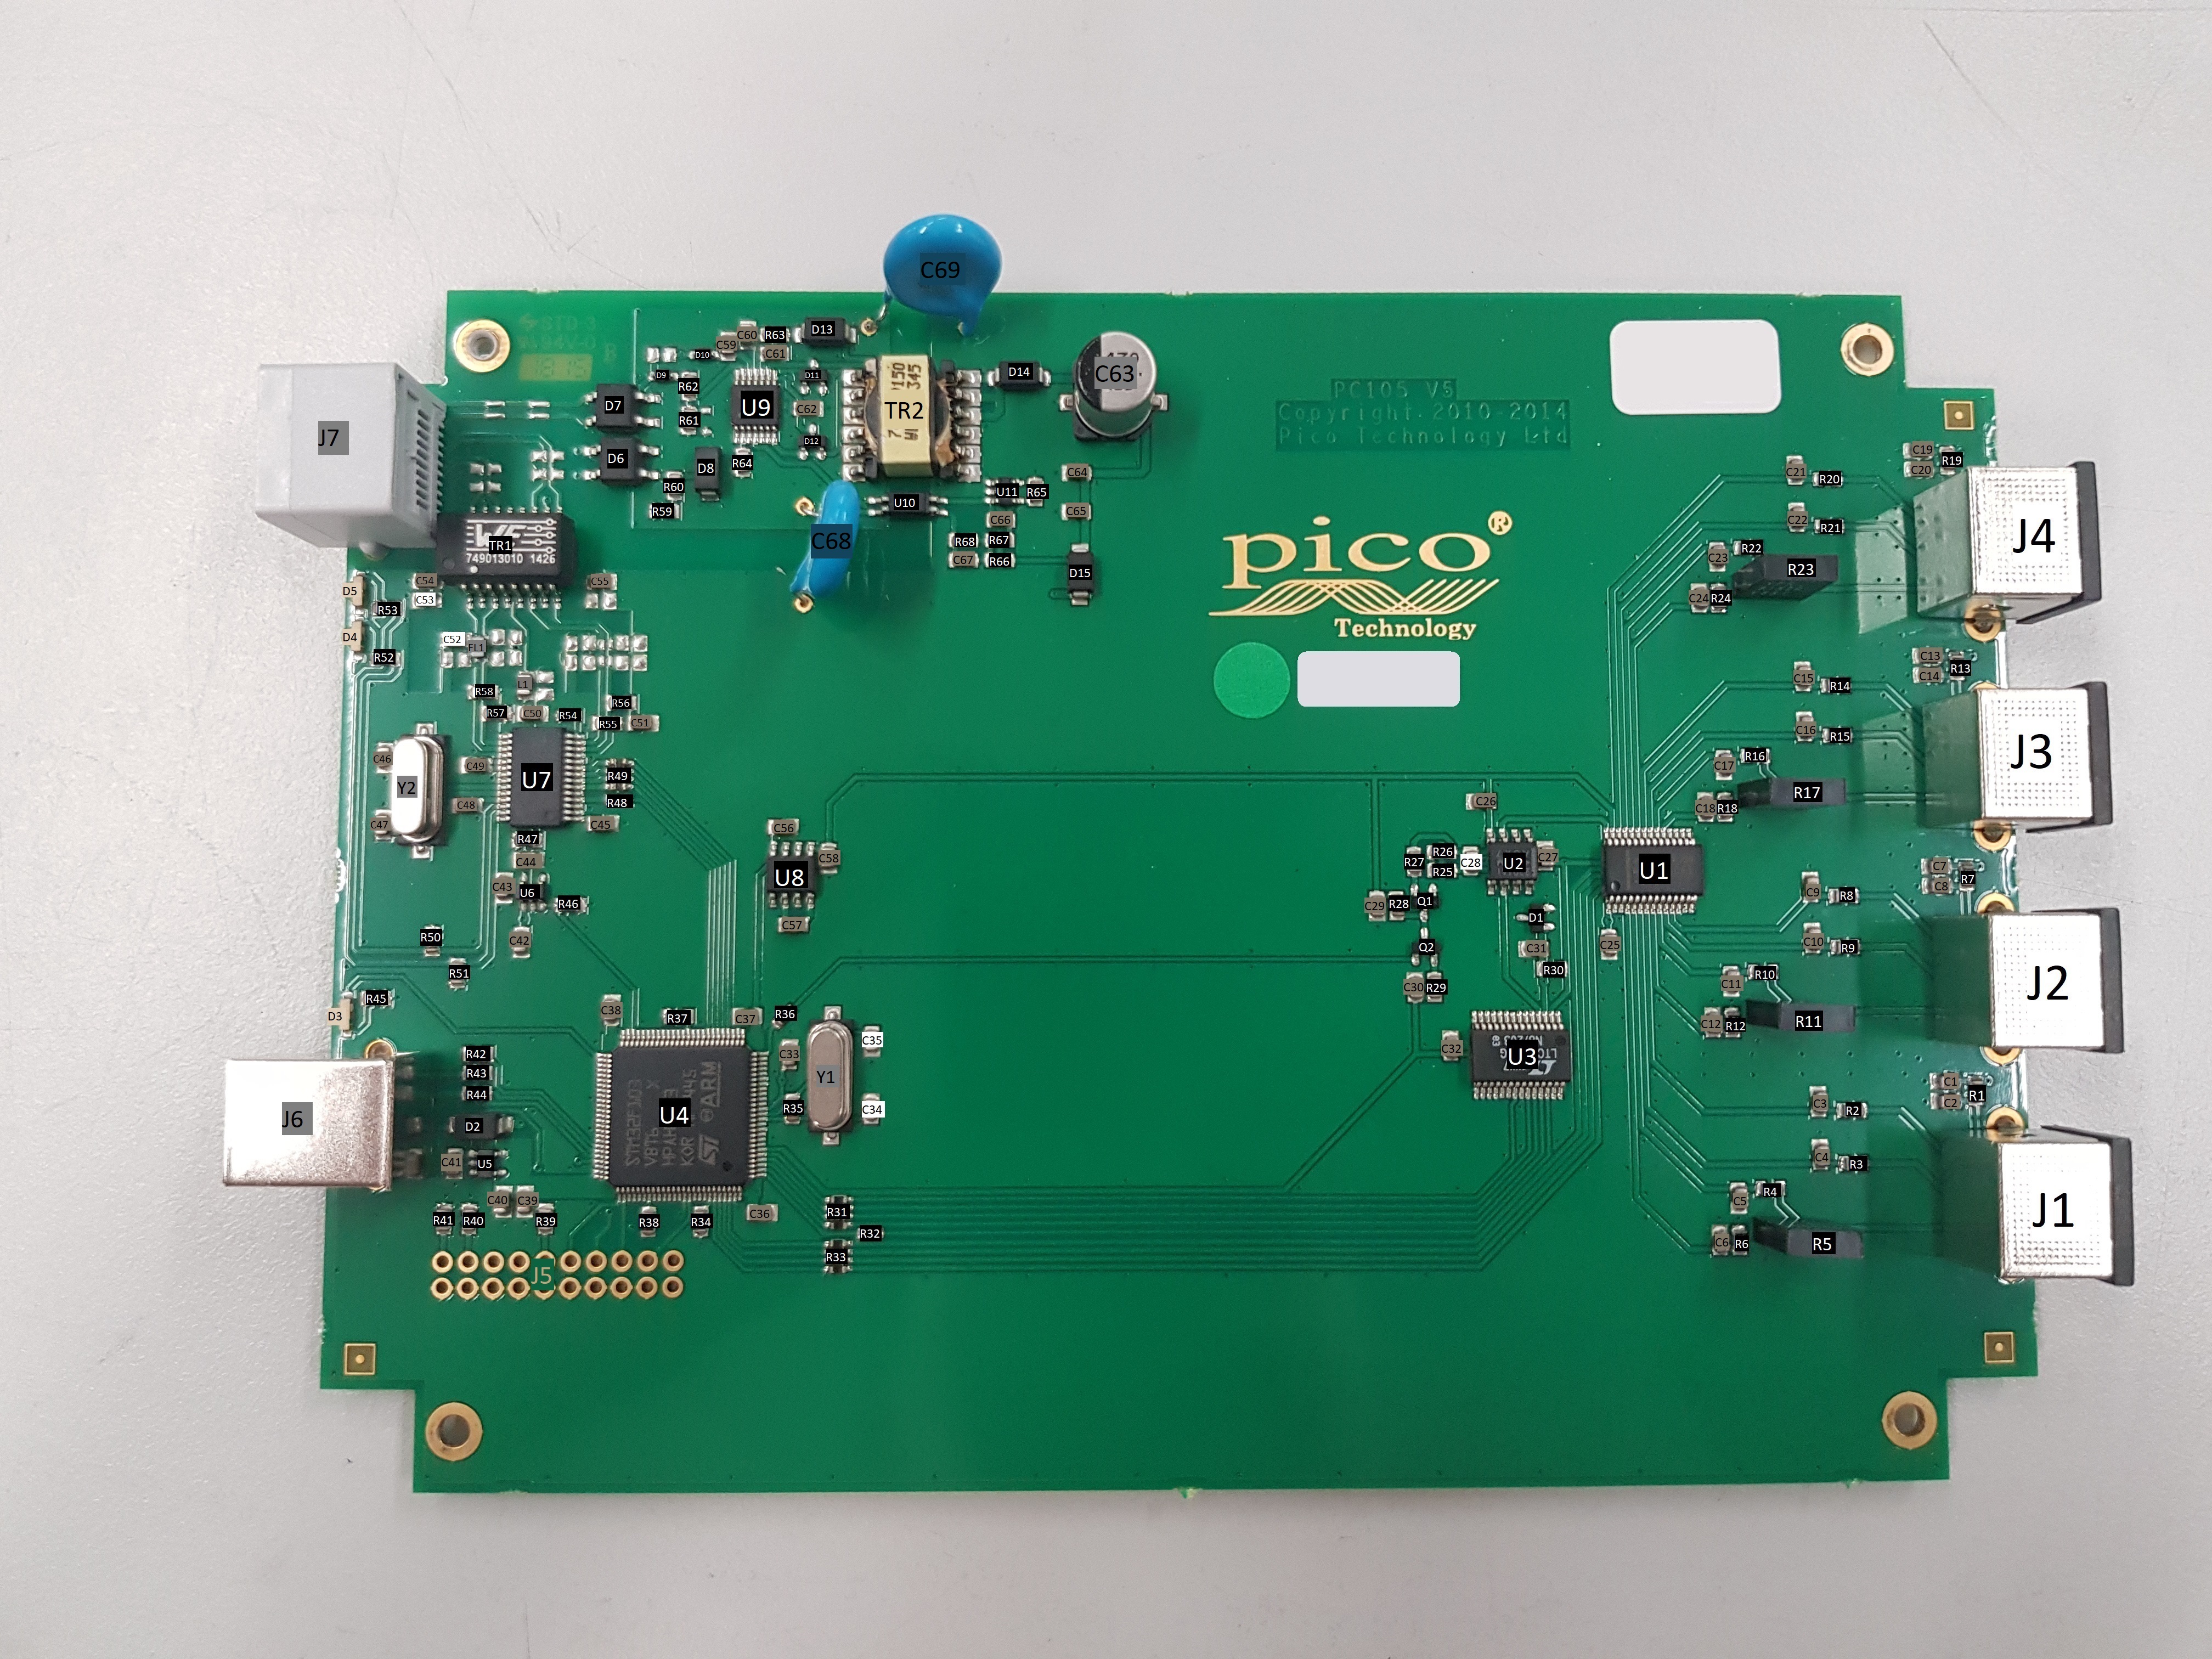 C69
STD-3
94V-0
B
C60 R63 D13
C59 C61
D10
D9 D11
R62
U9 C62
R61
D12
R64
D7
D6
D8
R60
R59
J7
TR2
1150
345
7
D14
C63
PC105 V5
Copyright 2010-2014
Pico Technology Ltd
C64
U10 U11 R65
C65
C66
R68 R67
C67 R66
D15
C68
TR1
749013010 1426
C54 C55
C53
D5
R53
D4
R52
C52
FL1
L1
R58
R57 C50 R54
R56
R55 C51
pico®
Technology
C19
C20 R19
C21 R20
C22 R21
C23 R22
R23
C24 R24
J4
C13
C14 R13
C15 R14
C16 R15
C17 R16
R17
C18 R18
J3
C46
Y2
C47
C49
C48
U7
R49
R48
C45
R47
C44
C43 U6
R46
C42
R50
R51
C56
U8 C58
C57
C26
R26
R27 R25 C28 U2 C27
C29 R28 Q1
D1
Q2
C31
R30
C30 R29
U1
C25
C7
C8 R7
C9 R8
C10 R9
C11 R10
C12 R12 R11
J2
D3 R45
C38 R37 C37 R36
C33 C35
Y1
R35 C34
R42
R43
R44
J6
D2
C41 U5
C40 C39
R41 R40 R39
U4
STM32F103
ARM
KOR
R38 R34 C36
R31
R32
R33
J5
C32 U3
C1
C2 R1
C3 R2
C4 R3
C5 R4
C6 R6 R5
J1